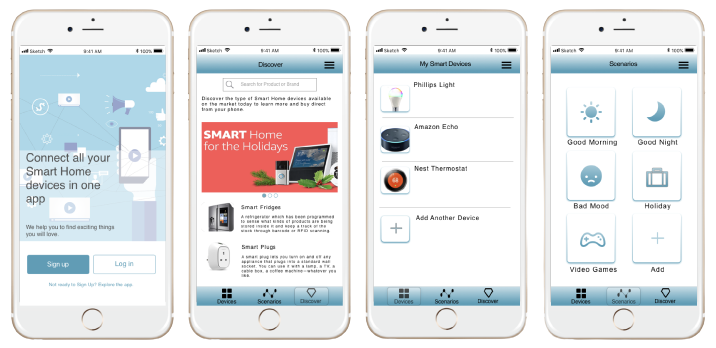 Sketch 9:41 AM 100%
Connect all your
Smart Home
devices in one
app
We help you to find exciting things
you will love.
Sign up Log in
Not ready to Sign Up? Explore the app
Sketch 9:41 AM 100%
Discover
Search for Product or Brand
Discover the type of Smart Home devices available
on the market today to learn more and buy direct
from your phone.
SMART Home
for the Holidays
Smart Fridges
A refrigerator which has been programmed
to sense what kinds of products are being
stored inside it and keep a track of the
stock through barcode or RFID scanning.
Smart Plugs
A smart plug lets you turn on and off any
appliance that plugs into a standard wall
socket. You can use it with a lamp, a TV, a
cable box, a coffee machine—whatever you
like.
Devices Scenarios Discover
Sketch 9:41 AM 100%
My Smart Devices
Phillips Light
Amazon Echo
Nest Thermostat
Add Another Device
Devices Scenarios Discover
Sketch 9:41 AM 100%
Scenarios
Good Morning Good Night
Bad Mood Holiday
Video Games Add
Devices Scenarios Discover